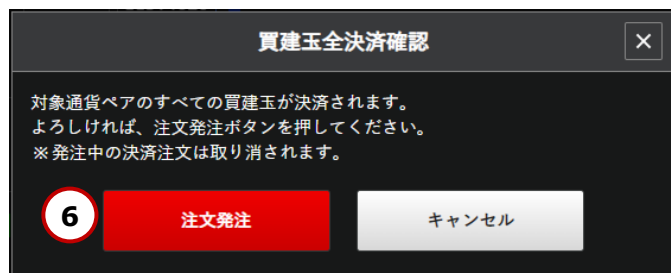 買建玉全決済確認
対象通貨ペアのすべての買建玉が決済されます。
よろしければ、注文発注ボタンを押してください。
※発注中の決済注文は取り消されます。
6
注文発注
キャンセル